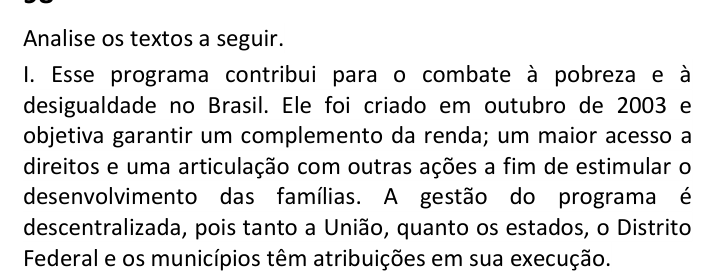 Analise os textos a seguir.
I. Esse programa contribui para o combate à pobreza e à
desigualdade no Brasil. Ele foi criado em outubro de 2003 e
objetiva garantir um complemento da renda; um maior acesso a
direitos e uma articulação com outras ações a fim de estimular o
desenvolvimento das famílias. A gestão do programa é
descentralizada, pois tanto a União, quanto os estados, o Distrito
Federal e os municípios têm atribuições em sua execução.